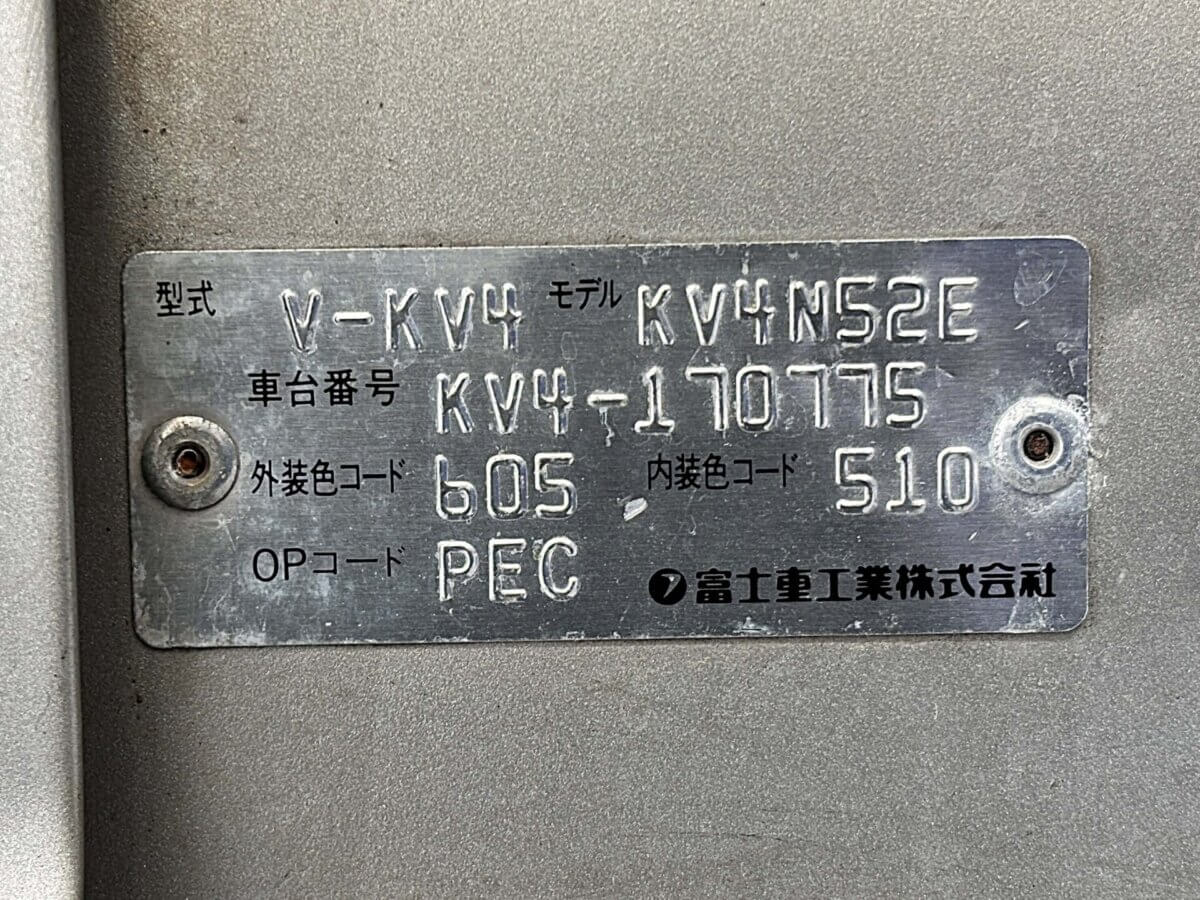 型式 V-KV4 モデル KV4N52E
車台番号 KV4-170775
外装色コード 605 内装色コード 510
OPコード PEC
富士重工業株式会社